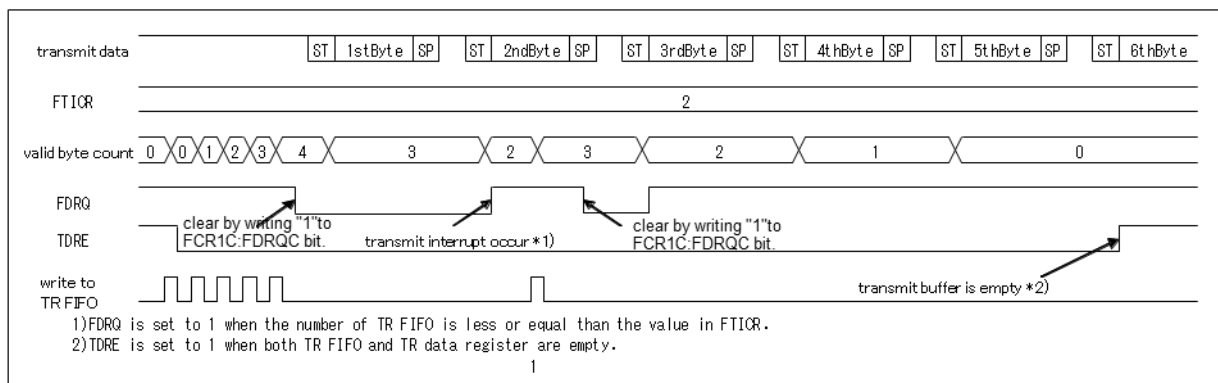 transmit data ST 1stByte SP ST 2ndByte SP ST 3rdByte SP ST 4thByte SP ST 5thByte SP ST 6thByte
FTICR 2
valid byte count 0 0 1 2 3 4 3 2 3 2 1 0
FDRQ
clear by writing "1"to
FCR1C:FDRQC bit.
transmit interrupt occur *1)
clear by writing "1"to
FCR1C:FDRQC bit.
TDRE
transmit buffer is empty *2)
write to
TR FIFO
1)FDRQ is set to 1 when the number of TR FIFO is less or equal than the value in FTICR.
2)TDRE is set to 1 when both TR FIFO and TR data register are empty.
1